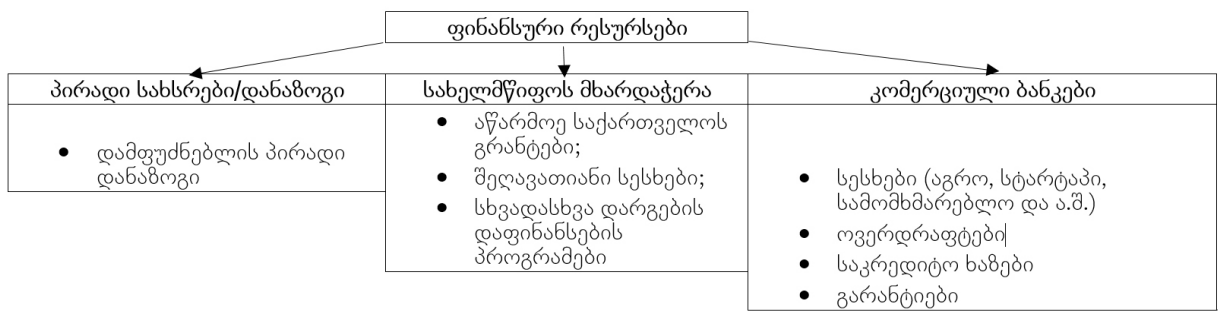 ფინანსური რესურსები
პირადი სახსრები/დანაზოგი
დამფუძნებლის პირადი
დანაზოგი
სახელმწიფოს მხარდაჭერა
აწარმოე საქართველოს
გრანტები;
შეღავათიანი სესხები;
სხვადასხვა დარგების
დაფინანსების
პროგრამები
კომერციული ბანკები
სესხები (აგრო, სტარტაპი,
სამომხმარებლო და ა.შ.)
ოვერდრაფტები
საკრედიტო ხაზები
გარანტიები